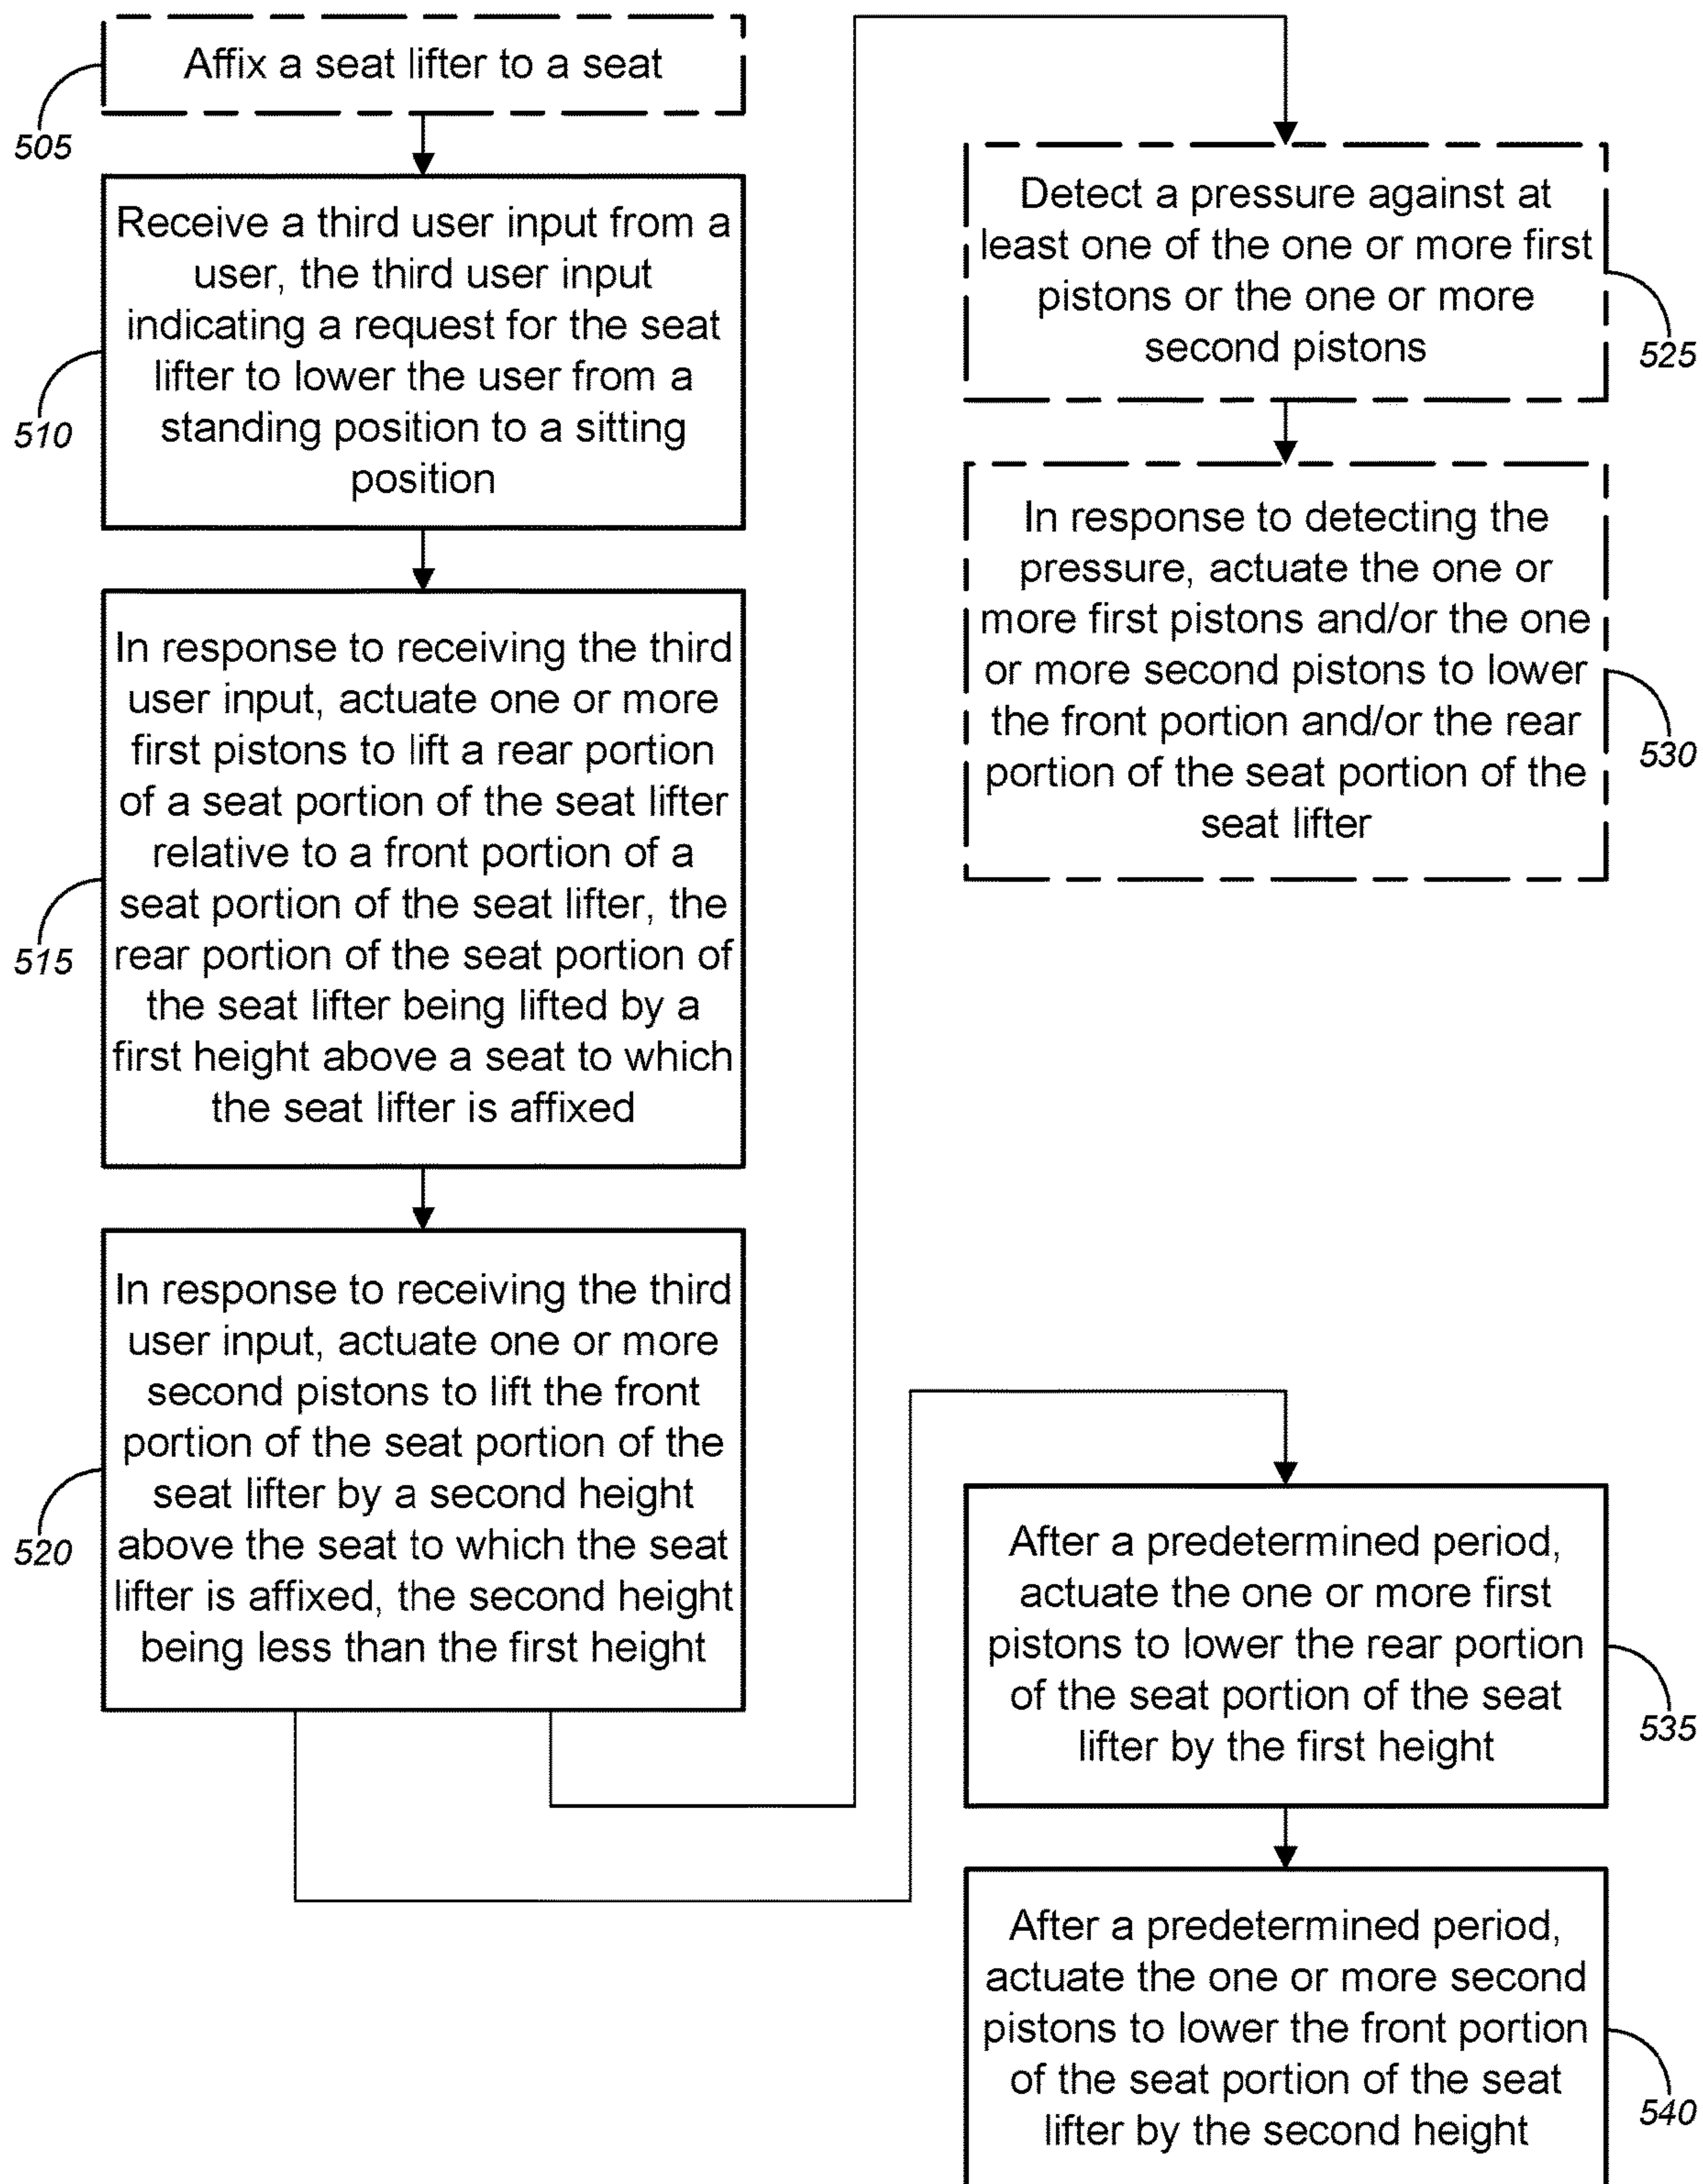 Affix a seat lifter to a seat
505
Receive a third user input from a
user, the third user input
indicating a request for the seat
lifter to lower the user from a
standing position to a sitting
position
510
In response to receiving the third
user input, actuate one or more
first pistons to lift a rear portion
of a seat portion of the seat lifter
relative to a front portion of a
seat portion of the seat lifter, the
rear portion of the seat portion of
the seat lifter being lifted by a
first height above a seat to which
the seat lifter is affixed
515
In response to receiving the third
user input, actuate one or more
second pistons to lift the front
portion of the seat portion of the
seat lifter by a second height
above the seat to which the seat
lifter is affixed, the second height
being less than the first height
520
Detect a pressure against at
least one of the one or more first
pistons or the one or more
second pistons
525
In response to detecting the
pressure, actuate the one or
more first pistons and/or the one
or more second pistons to lower
the front portion and/or the rear
portion of the seat portion of the
seat lifter
530
After a predetermined period,
actuate the one or more first
pistons to lower the rear portion
of the seat portion of the seat
lifter by the first height
535
After a predetermined period,
actuate the one or more second
pistons to lower the front portion
of the seat portion of the seat
lifter by the second height
540